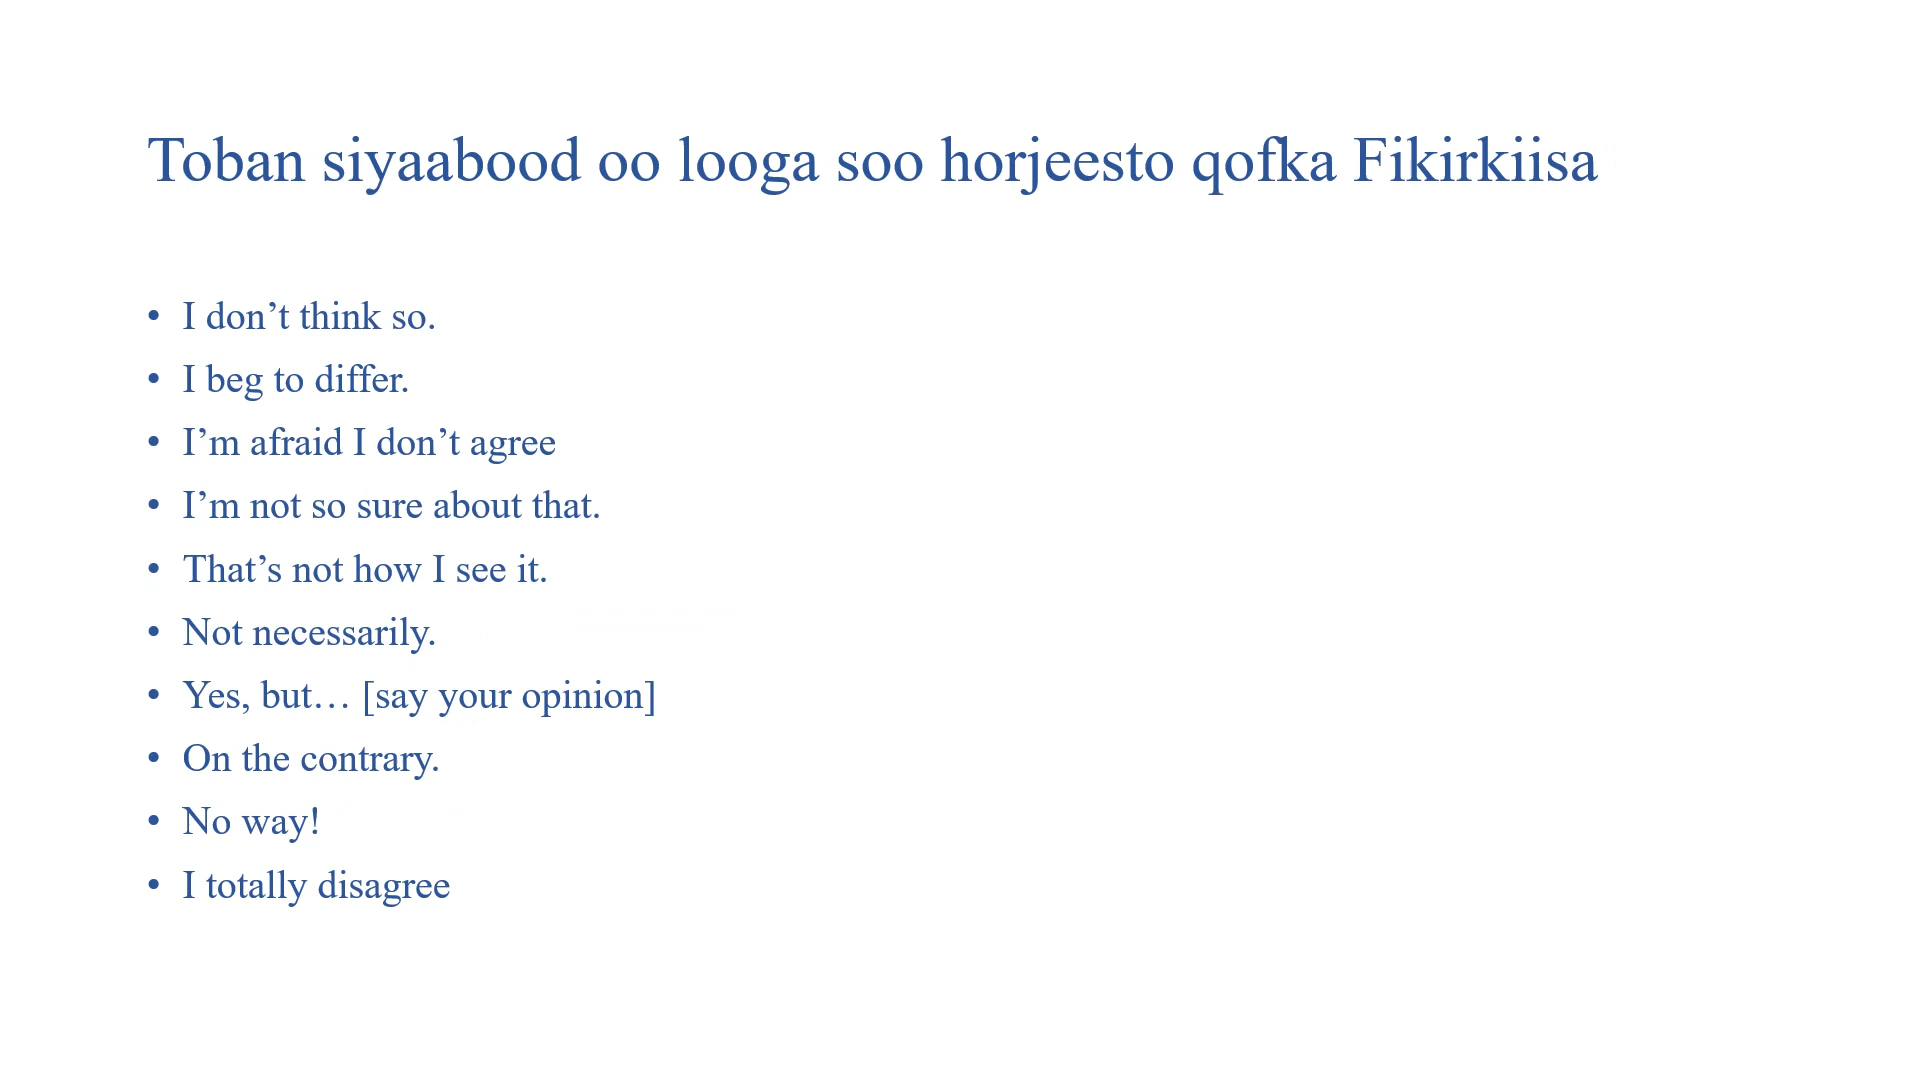 Toban siyaabood oo looga soo horjeesto qofka Fikirkiisa
• I don’t think so.
• I beg to differ.
• I’m afraid I don’t agree
• I’m not so sure about that.
• That’s not how I see it.
• Not necessarily.
• Yes, but… [say your opinion]
• On the contrary.
• No way!
• I totally disagree